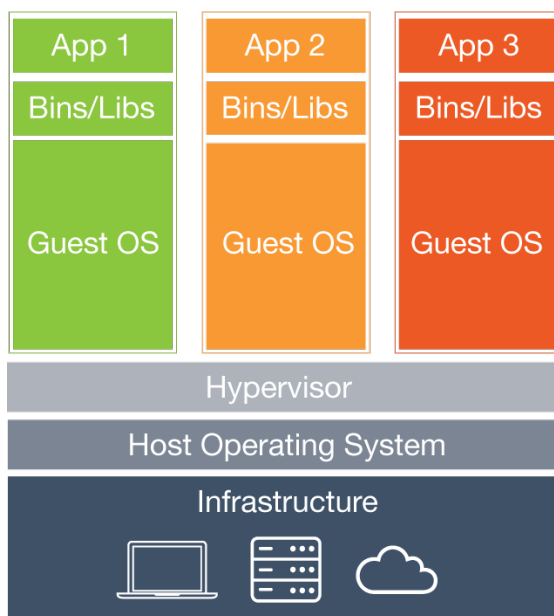 App 1
App 2
App 3
Bins/Libs
Bins/Libs
Bins/Libs
Guest OS
Guest OS
Guest OS
Hypervisor
Host Operating System
Infrastructure